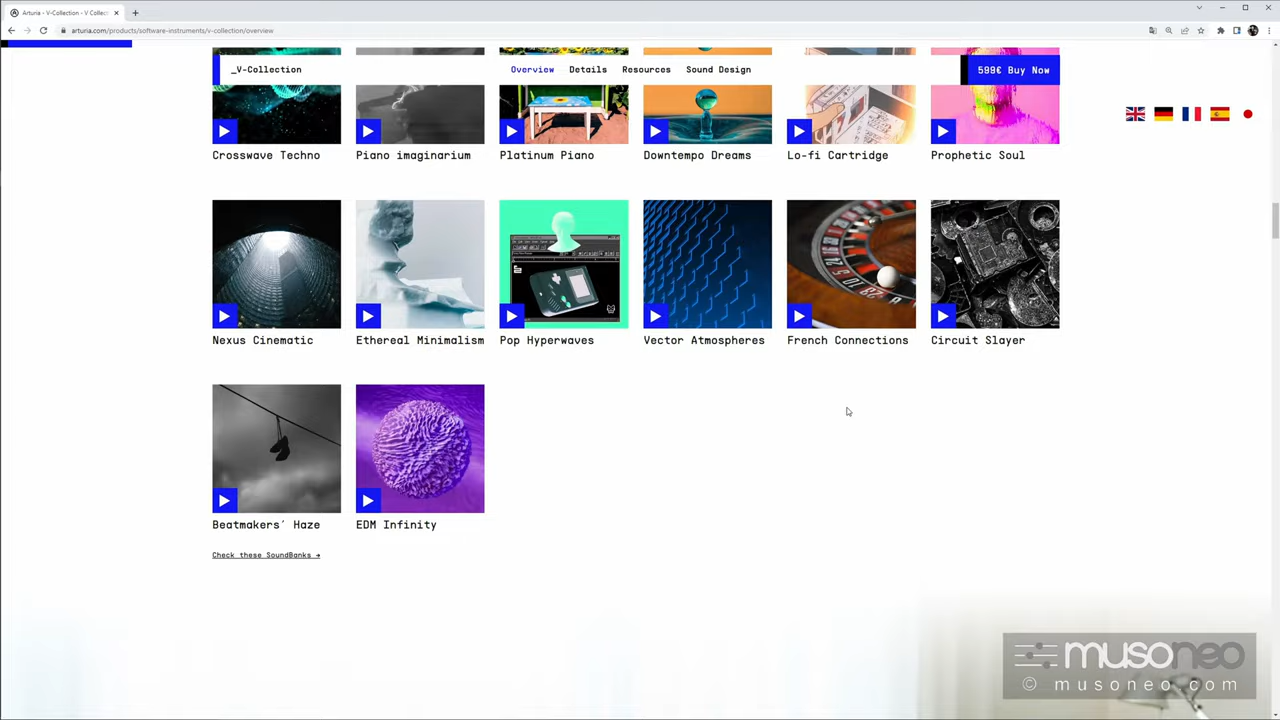 Arturia - V-Collection - V Collec
arturia.com/products/software-instruments/v-collection/overview
_V-Collection
Overview Details Resources Sound Design
599€ Buy Now
Crosswave Techno Piano imaginarium Platinum Piano Downtempo Dreams Lo-fi Cartridge Prophetic Soul
Nexus Cinematic Ethereal Minimalism Pop Hyperwaves Vector Atmospheres French Connections Circuit Slayer
Beatmakers' Haze EDM Infinity
Check these SoundBanks →
musoneo
© musoneo.com